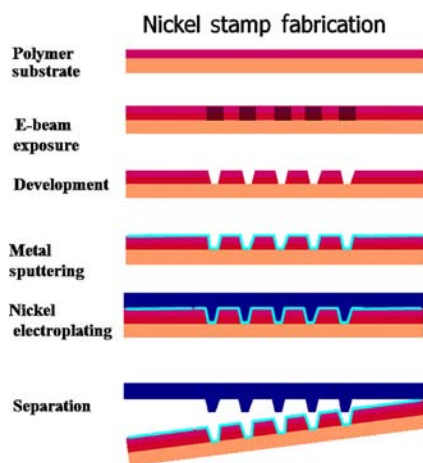 Nickel stamp fabrication
Polymer
substrate
E-beam
exposure
Development
Metal
sputtering
Nickel
electroplating
Separation